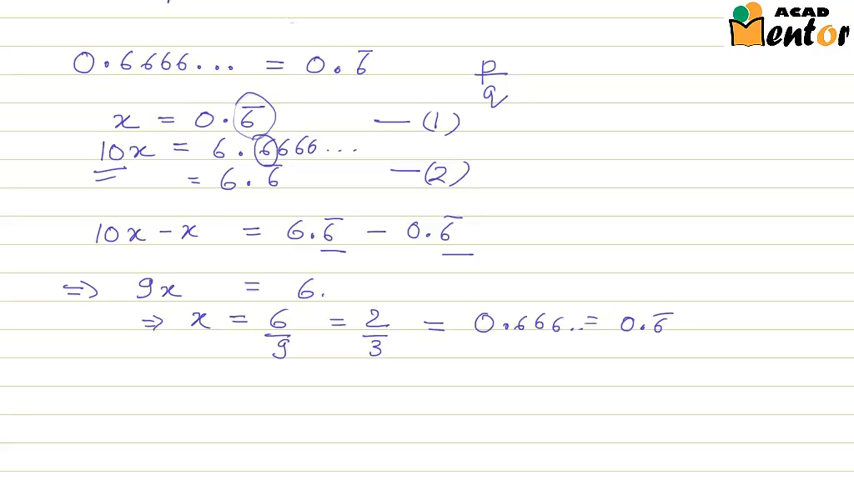 ACAD
Mentor
0.6666... = 0.6̅
p/q
x = 0.6̅ —(1)
10x = 6.6666...
= 6.6̅ —(2)
10x - x = 6.6̅ - 0.6̅
⇒ 9x = 6.
⇒ x = 6/9 = 2/3 = 0.666.. = 0.6̅